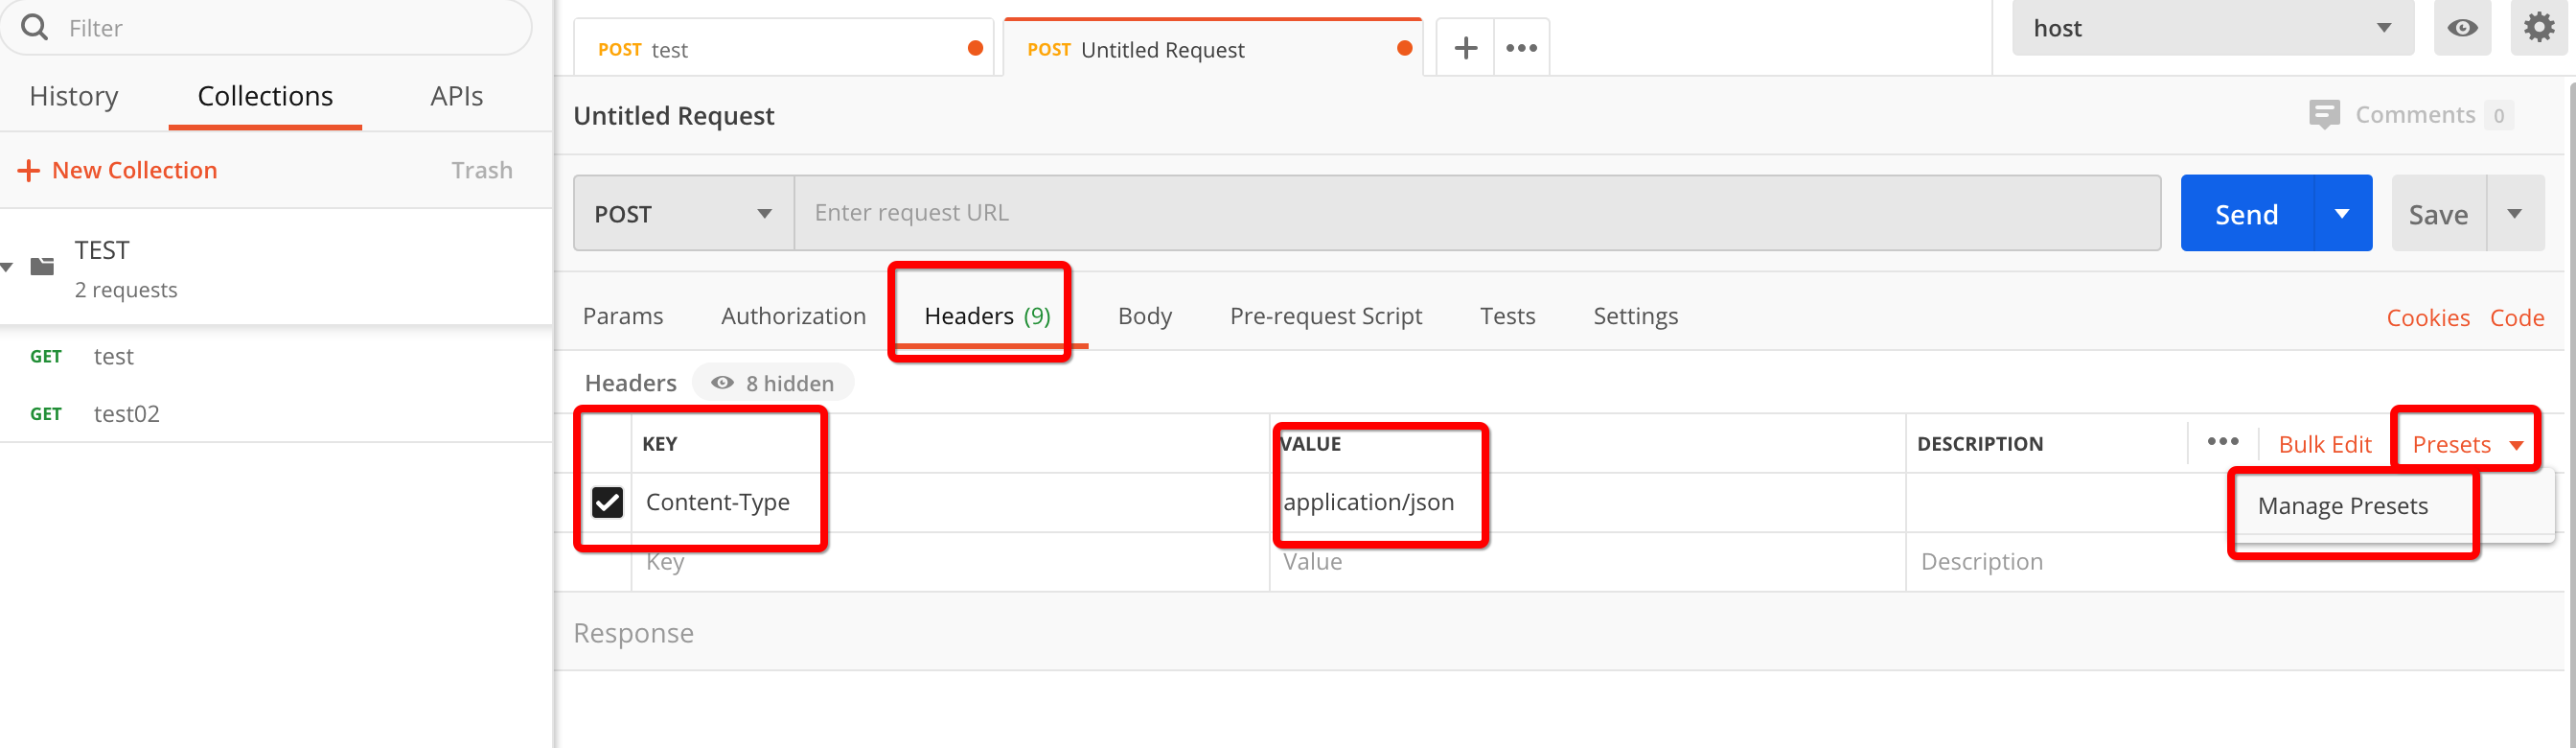 Filter
History Collections APIs
New Collection Trash
TEST
2 requests
GET test
GET test02
POST test
POST Untitled Request
host
Untitled Request
Comments 0
POST Enter request URL Send Save
Params Authorization Headers (9) Body Pre-request Script Tests Settings Cookies Code
Headers 8 hidden
KEY VALUE DESCRIPTION Bulk Edit Presets
Content-Type application/json Manage Presets
Key Value Description
Response